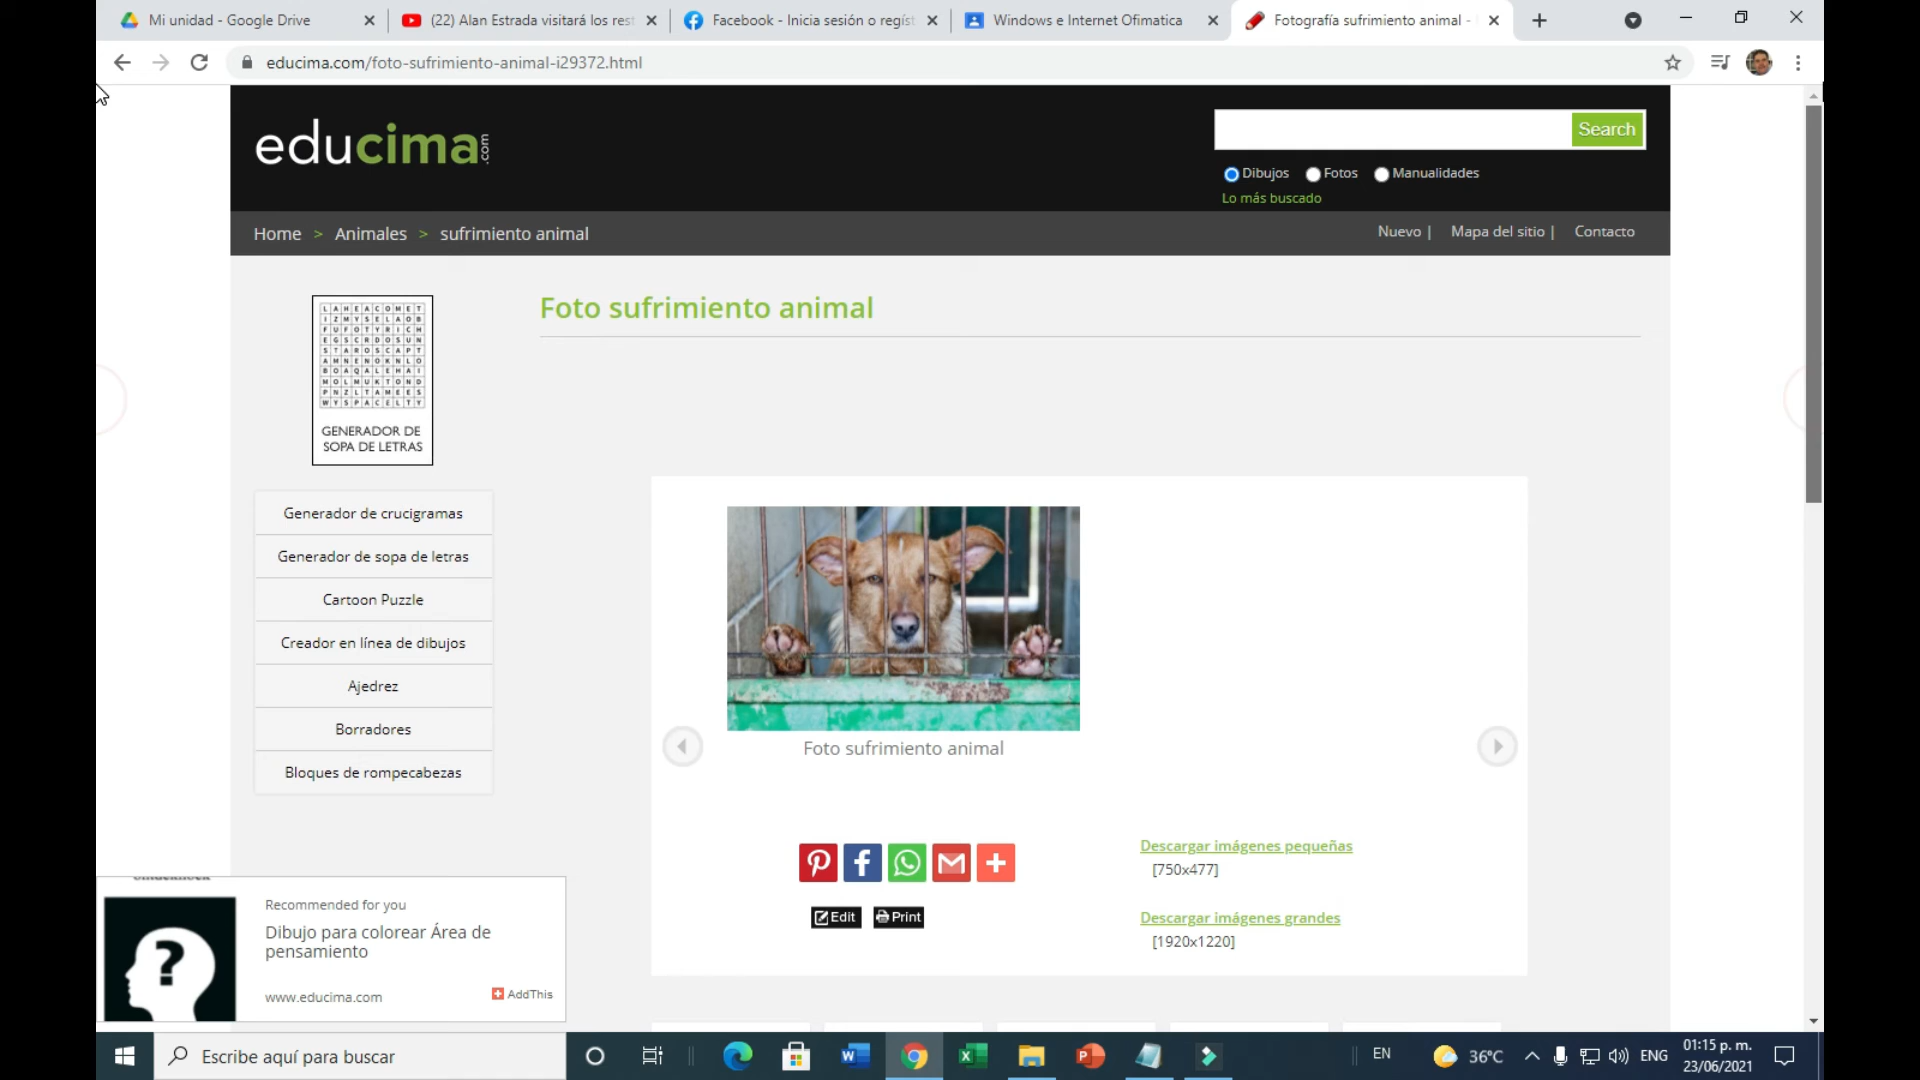 Mi unidad - Google Drive
(22) Alan Estrada visitará los rest
Facebook - Inicia sesión o regíst
Windows e Internet Ofimatica
Fotografía sufrimiento animal -
educima.com/foto-sufrimiento-animal-i29372.html
educima.com
Search
Dibujos
Fotos
Manualidades
Lo más buscado
Home > Animales > sufrimiento animal
Nuevo | Mapa del sitio | Contacto
Foto sufrimiento animal
GENERADOR DE
SOPA DE LETRAS
Generador de crucigramas
Generador de sopa de letras
Cartoon Puzzle
Creador en línea de dibujos
Ajedrez
Borradores
Bloques de rompecabezas
Foto sufrimiento animal
Descargar imágenes pequeñas
[750x477]
Edit
Print
Descargar imágenes grandes
[1920x1220]
Recommended for you
Dibujo para colorear Área de
pensamiento
www.educima.com
AddThis
Escribe aquí para buscar
EN
36°C
ENG
01:15 p. m.
23/06/2021